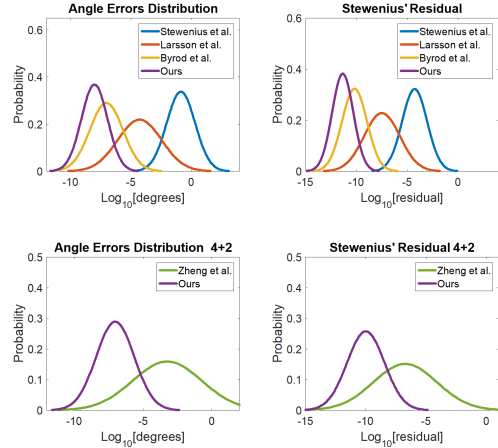 Angle Errors Distribution
Stewenius' Residual
Probability
0.6
0.4
0.2
0
Stewenius et al.
Larsson et al.
Byrod et al.
Ours
-10
-5
0
Log10[degrees]
Probability
0.6
0.4
0.2
0
Stewenius et al.
Larsson et al.
Byrod et al.
Ours
-15
-10
-5
0
Log10[residual]
Angle Errors Distribution 4+2
Stewenius' Residual 4+2
Probability
0.5
0.4
0.3
0.2
0.1
0
Zheng et al.
Ours
-10
-5
0
Log10[degrees]
Probability
0.5
0.4
0.3
0.2
0.1
0
Zheng et al.
Ours
-15
-10
-5
0
Log10[residual]